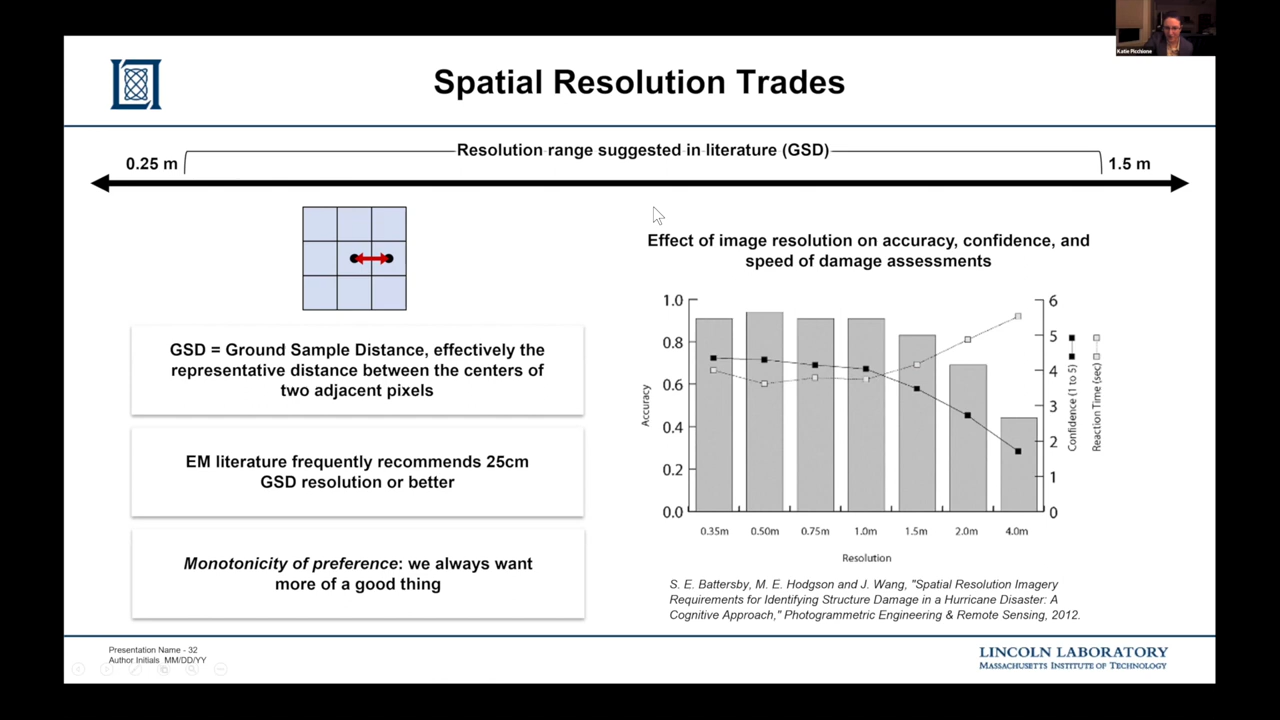 Katie Picchione
Spatial Resolution Trades
Resolution range suggested in literature (GSD)
0.25 m
1.5 m
GSD = Ground Sample Distance, effectively the
representative distance between the centers of
two adjacent pixels
EM literature frequently recommends 25cm
GSD resolution or better
Monotonicity of preference: we always want
more of a good thing
Effect of image resolution on accuracy, confidence, and
speed of damage assessments
1.0
0.8
0.6
0.4
0.2
0.0
Accuracy
6
5
4
3
2
1
0
Confidence (1 to 5)
Reaction Time (sec)
0.35m 0.50m 0.75m 1.0m 1.5m 2.0m 4.0m
Resolution
S. E. Battersby, M. E. Hodgson and J. Wang, "Spatial Resolution Imagery
Requirements for Identifying Structure Damage in a Hurricane Disaster: A
Cognitive Approach," Photogrammetric Engineering & Remote Sensing, 2012.
Presentation Name - 32
Author Initials MM/DD/YY
LINCOLN LABORATORY
MASSACHUSETTS INSTITUTE OF TECHNOLOGY